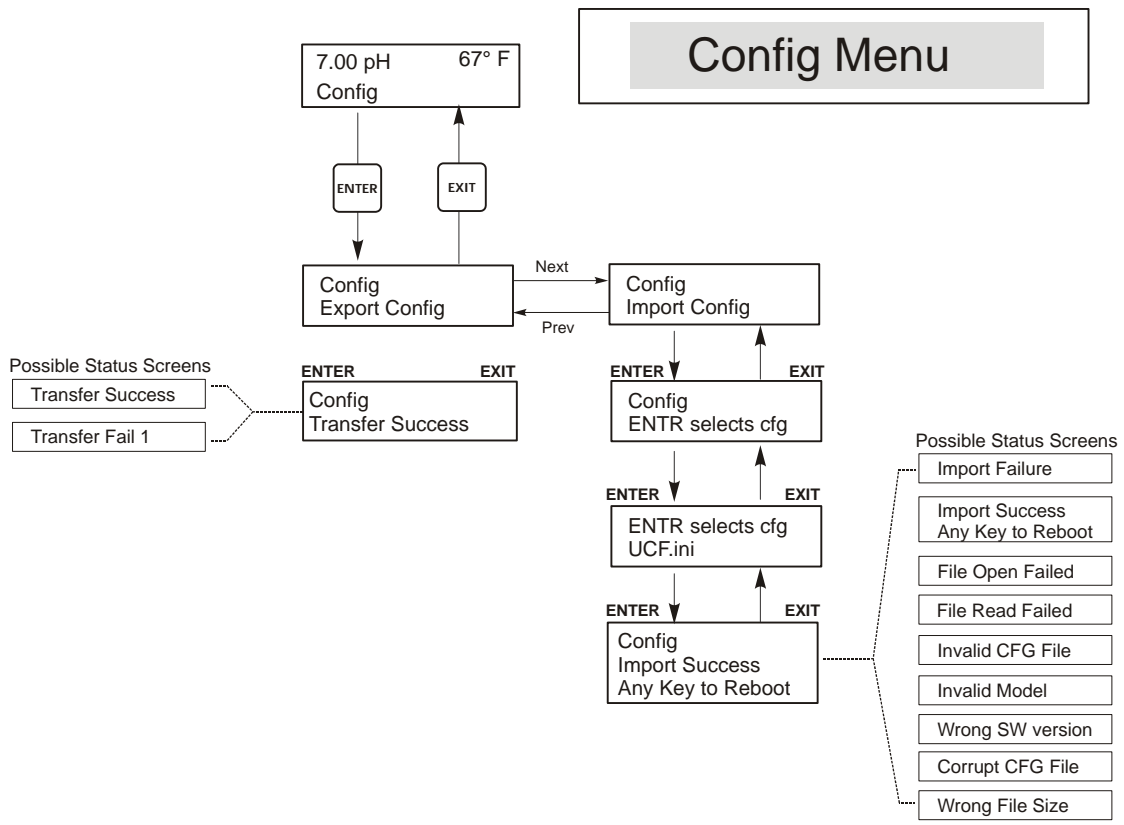 Config Menu
7.00 pH 67° F
Config
ENTER
EXIT
Config
Export Config
Next
Prev
Config
Import Config
Possible Status Screens
Transfer Success
Transfer Fail 1
ENTER EXIT
Config
Transfer Success
ENTER EXIT
Config
ENTR selects cfg
ENTER EXIT
ENTR selects cfg
UCF.ini
ENTER EXIT
Config
Import Success
Any Key to Reboot
Possible Status Screens
Import Failure
Import Success
Any Key to Reboot
File Open Failed
File Read Failed
Invalid CFG File
Invalid Model
Wrong SW version
Corrupt CFG File
Wrong File Size